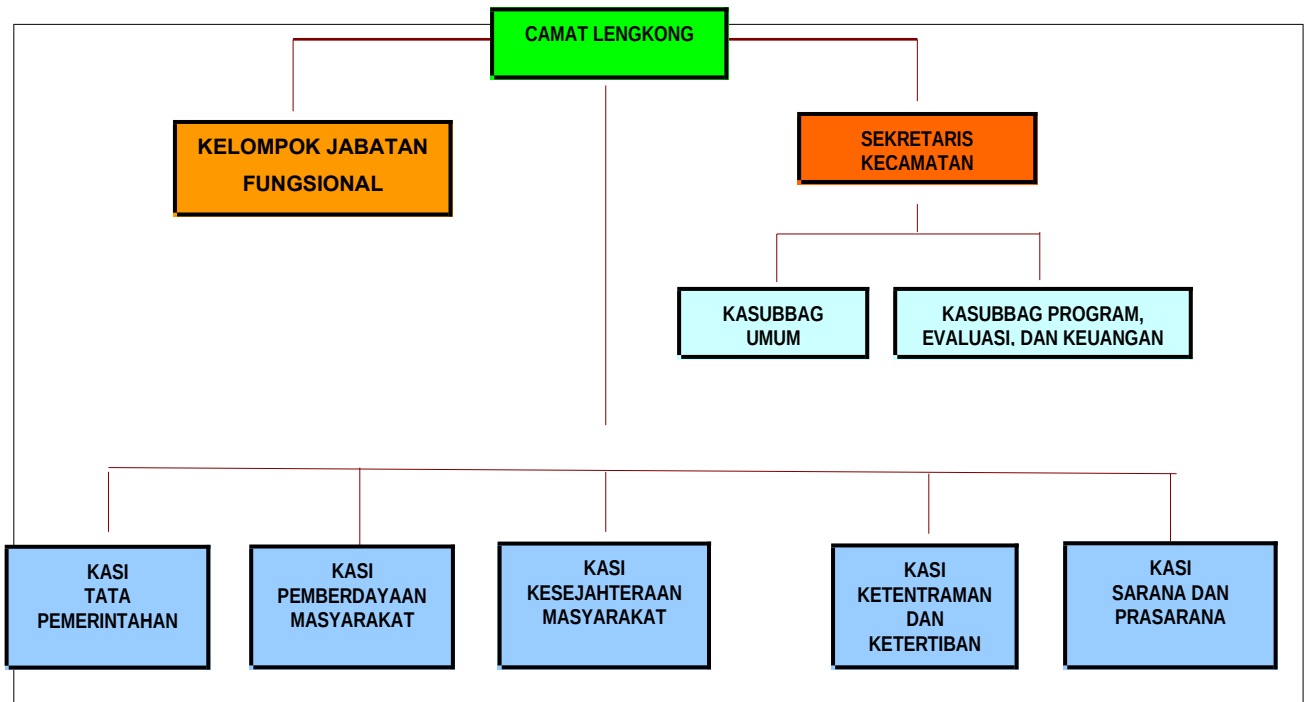 CAMAT LENGKONG
KELOMPOK JABATAN
FUNGSIONAL
SEKRETARIS
KECAMATAN
KASUBBAG
UMUM
KASUBBAG PROGRAM,
EVALUASI, DAN KEUANGAN
KASI
TATA
PEMERINTAHAN
KASI
PEMBERDAYAAN
MASYARAKAT
KASI
KESEJAHTERAAN
MASYARAKAT
KASI
KETENTRAMAN
DAN
KETERTIBAN
KASI
SARANA DAN
PRASARANA